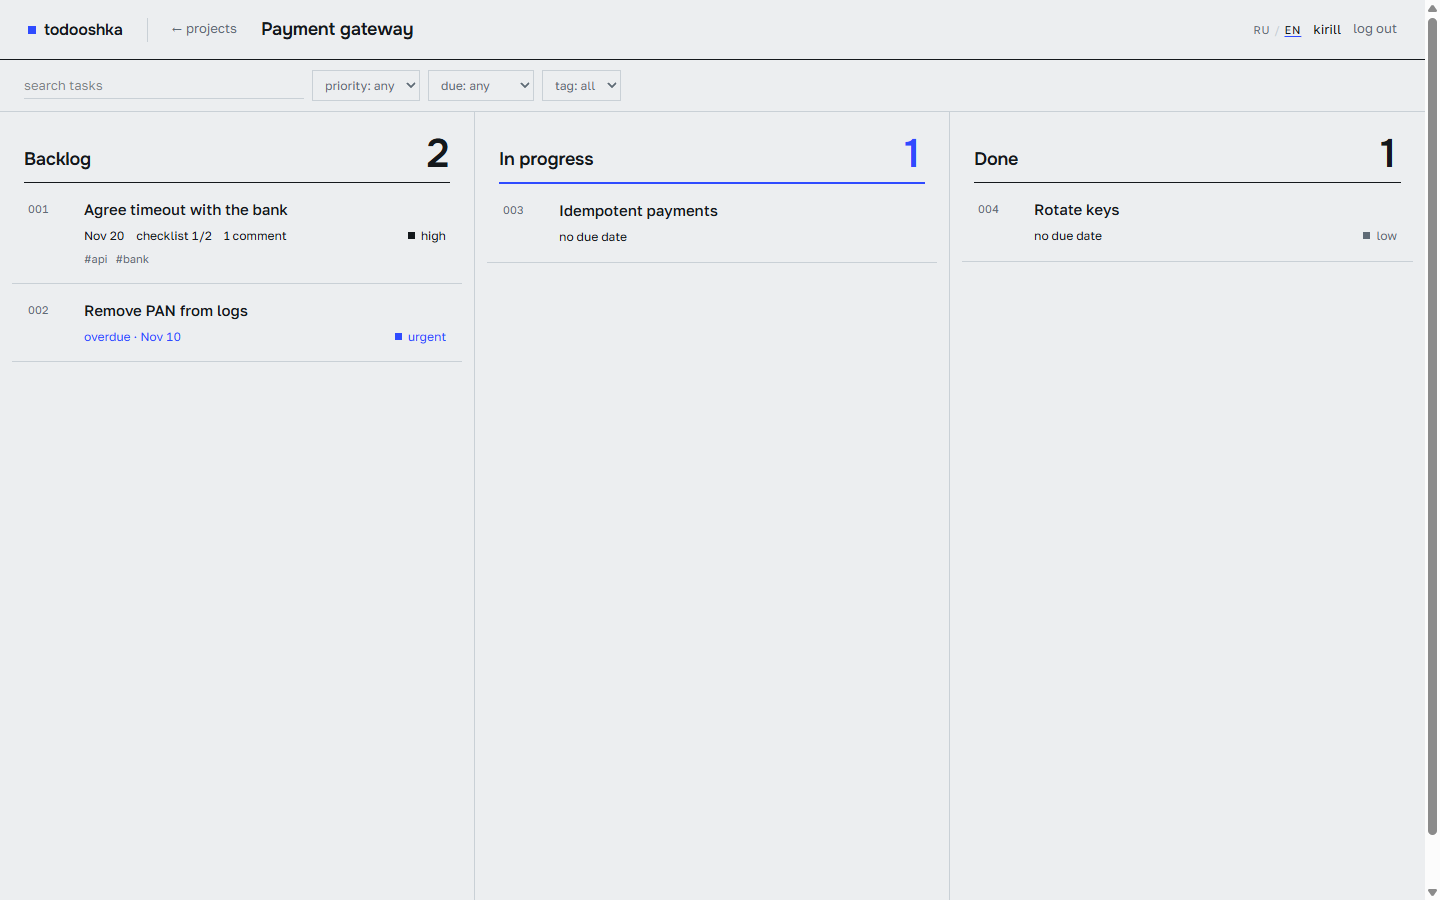 todooshka
← projects
Payment gateway
RU / EN
kirill
log out
search tasks
priority: any
due: any
tag: all
Backlog
2
001
Agree timeout with the bank
Nov 20 checklist 1/2 1 comment
high
#api #bank
002
Remove PAN from logs
overdue · Nov 10
urgent
In progress
1
003
Idempotent payments
no due date
Done
1
004
Rotate keys
no due date
low